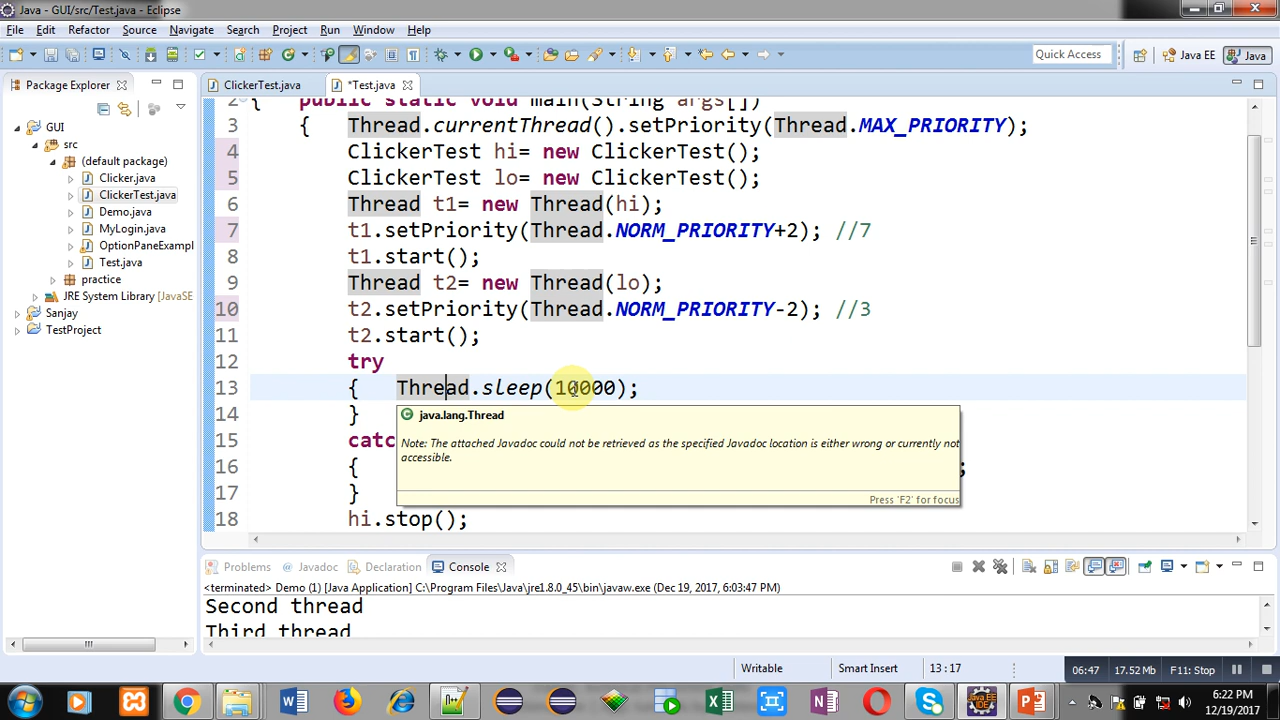 Java - GUI/src/Test.java - Eclipse
File Edit Refactor Source Navigate Search Project Run Window Help
Quick Access
Java EE
Java
Package Explorer
GUI
src
(default package)
Clicker.java
ClickerTest.java
Demo.java
MyLogin.java
OptionPaneExampl
Test.java
practice
JRE System Library [JavaSE
Sanjay
TestProject
ClickerTest.java
*Test.java
2 { public static void main(String args[])
3 { Thread.currentThread().setPriority(Thread.MAX_PRIORITY);
4 ClickerTest hi= new ClickerTest();
5 ClickerTest lo= new ClickerTest();
6 Thread t1= new Thread(hi);
7 t1.setPriority(Thread.NORM_PRIORITY+2); //7
8 t1.start();
9 Thread t2= new Thread(lo);
10 t2.setPriority(Thread.NORM_PRIORITY-2); //3
11 t2.start();
12 try
13 { Thread.sleep(10000);
14 }
15 catc
16 { ;
17 }
18 hi.stop();
java.lang.Thread
Note: The attached Javadoc could not be retrieved as the specified Javadoc location is either wrong or currently not
accessible.
Press 'F2' for focus
Problems Javadoc Declaration Console
<terminated> Demo (1) [Java Application] C:\Program Files\Java\jre1.8.0_45\bin\javaw.exe (Dec 19, 2017, 6:03:47 PM)
Second thread
Third thread
Writable
Smart Insert
13:17
06:47
17.52 MB
F11: Stop
6:22 PM
12/19/2017